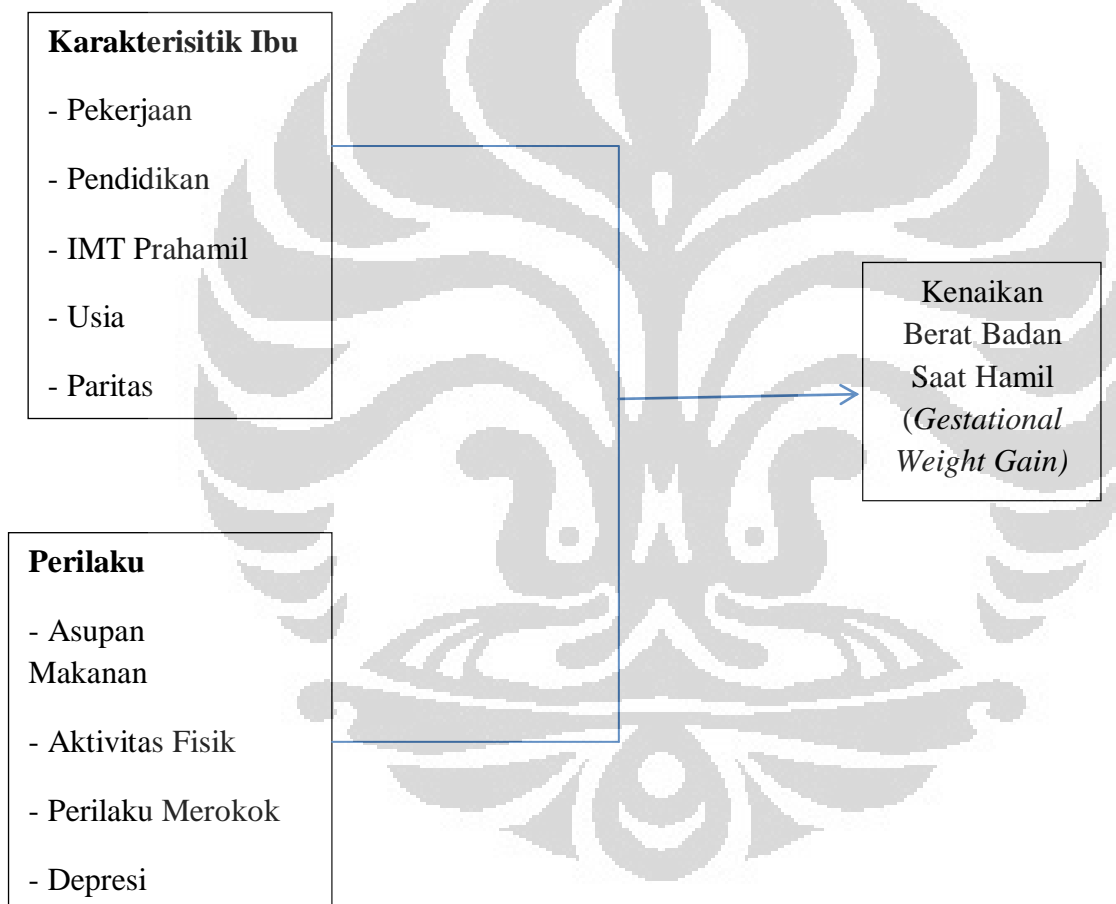 Karakterisitik Ibu
- Pekerjaan
- Pendidikan
- IMT Prahamil
- Usia
- Paritas
Kenaikan
Berat Badan
Saat Hamil
(Gestational
Weight Gain)
Perilaku
- Asupan
Makanan
- Aktivitas Fisik
- Perilaku Merokok
- Depresi